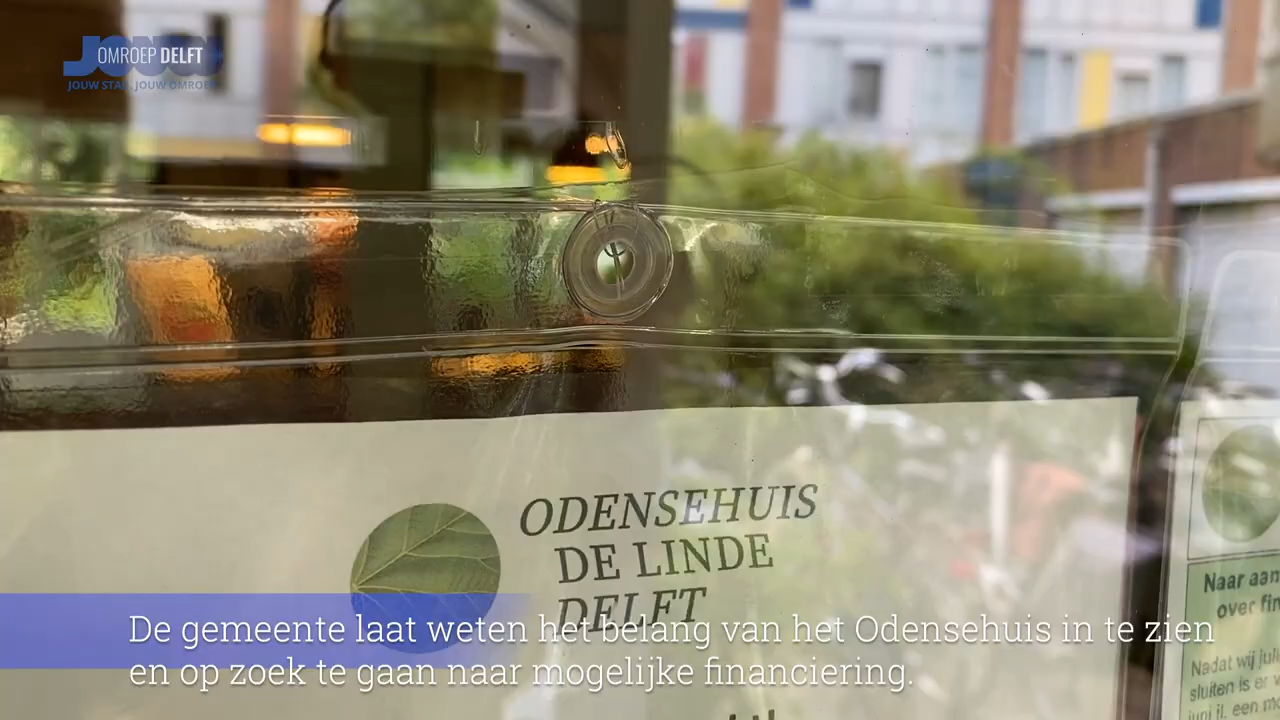 OMROEP DELFT
JOUW STAD, JOUW OMROEP
ODENSEHUIS
DE LINDE
DELFT
De gemeente laat weten het belang van het Odensehuis in te zien
en op zoek te gaan naar mogelijke financiering.
Naar aan
over fin
Nadat wij jul
sluiten is er
juni jl. een